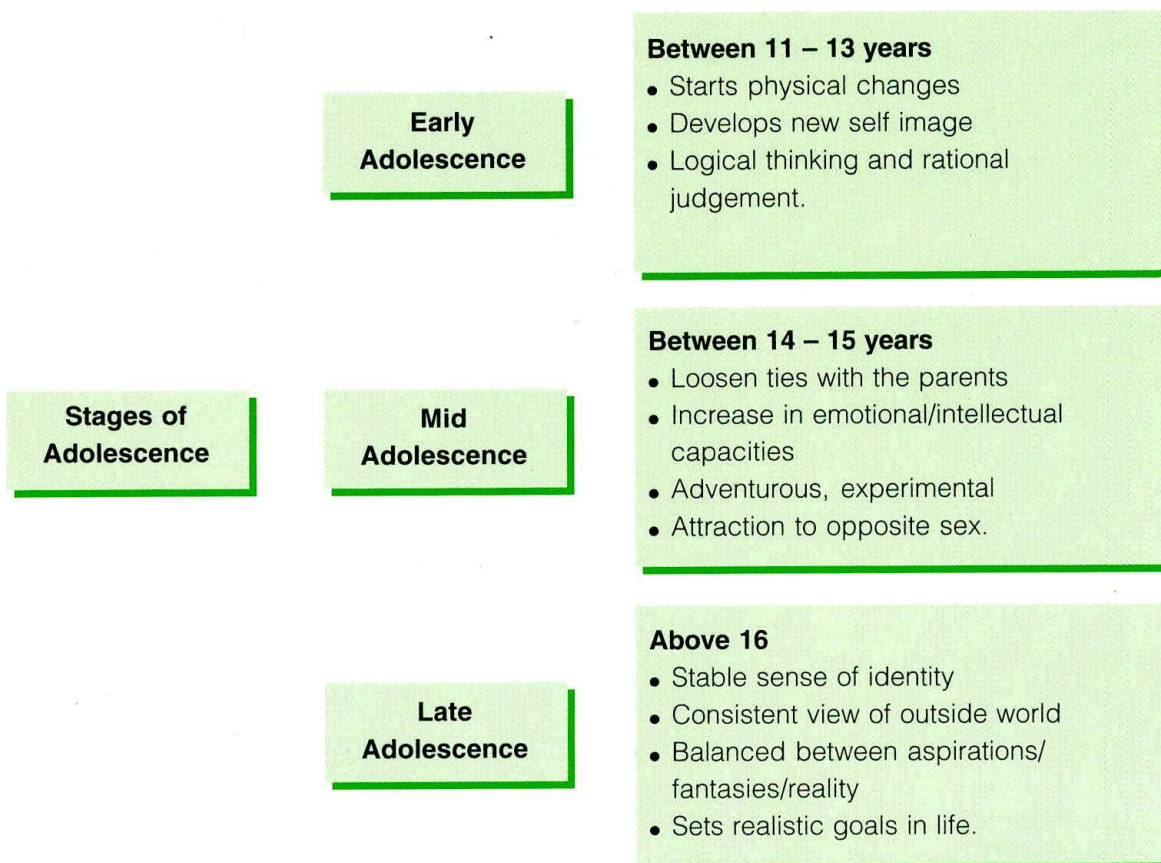 Stages of
Adolescence
Early
Adolescence
Between 11 – 13 years
• Starts physical changes
• Develops new self image
• Logical thinking and rational
judgement.
Mid
Adolescence
Between 14 – 15 years
• Loosen ties with the parents
• Increase in emotional/intellectual
capacities
• Adventurous, experimental
• Attraction to opposite sex.
Late
Adolescence
Above 16
• Stable sense of identity
• Consistent view of outside world
• Balanced between aspirations/
fantasies/reality
• Sets realistic goals in life.